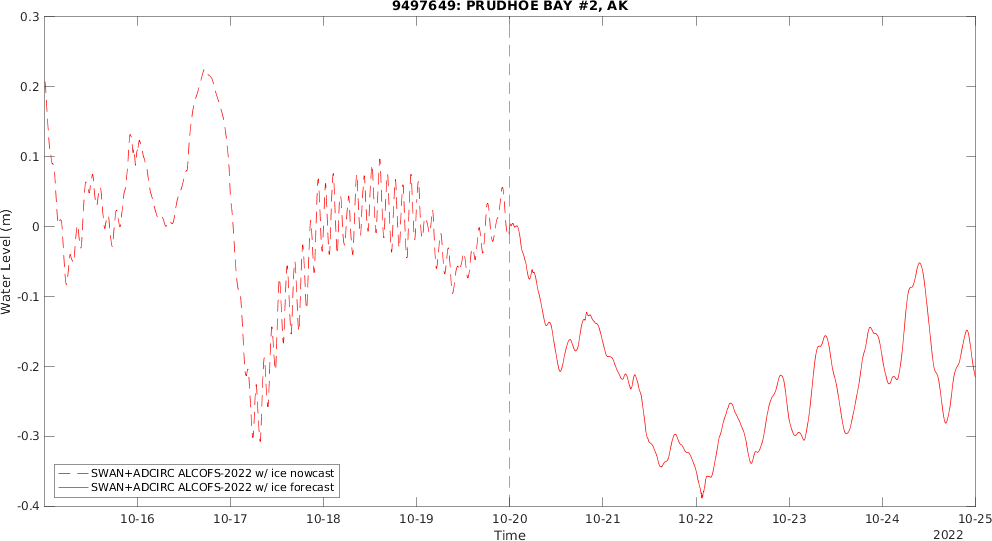 9497649: PRUDHOE BAY #2, AK
0.3
0.2
0.1
0
-0.1
-0.2
-0.3
-0.4
Water Level (m)
SWAN+ADCIRC ALCOFS-2022 w/ ice nowcast
SWAN+ADCIRC ALCOFS-2022 w/ ice forecast
10-16 10-17 10-18 10-19 10-20 10-21 10-22 10-23 10-24 10-25
Time
2022